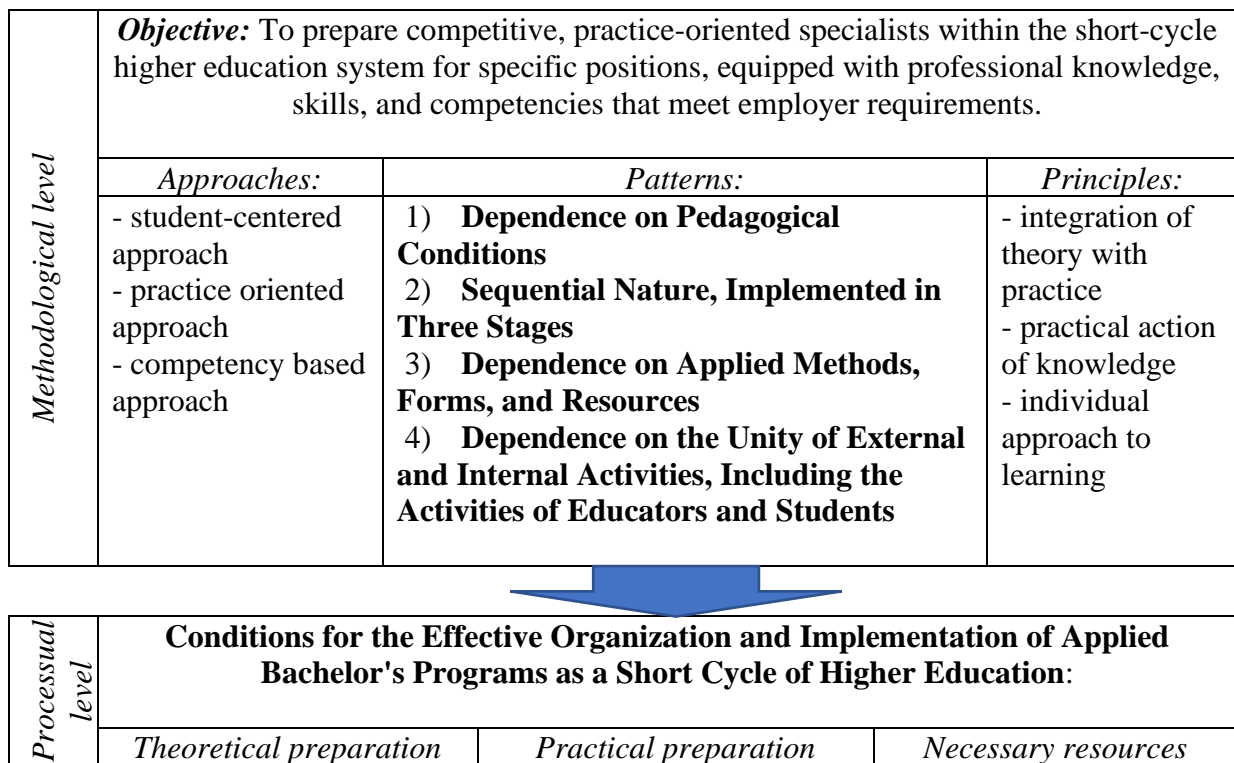 Methodological level
Objective: To prepare competitive, practice-oriented specialists within the short-cycle
higher education system for specific positions, equipped with professional knowledge,
skills, and competencies that meet employer requirements.
Approaches:
- student-centered
approach
- practice oriented
approach
- competency based
approach
Patterns:
1) Dependence on Pedagogical
Conditions
2) Sequential Nature, Implemented in
Three Stages
3) Dependence on Applied Methods,
Forms, and Resources
4) Dependence on the Unity of External
and Internal Activities, Including the
Activities of Educators and Students
Principles:
- integration of
theory with
practice
- practical action
of knowledge
- individual
approach to
learning
Processual
level
Conditions for the Effective Organization and Implementation of Applied
Bachelor's Programs as a Short Cycle of Higher Education:
Theoretical preparation
Practical preparation
Necessary resources